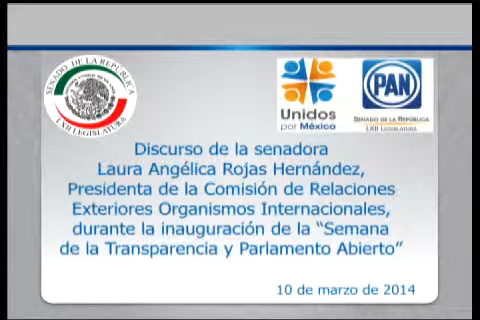 SENADO DE LA REPÚBLICA
LXII LEGISLATURA
Unidos
por México
PAN
SENADO DE LA REPÚBLICA
LXII LEGISLATURA
Discurso de la senadora
Laura Angélica Rojas Hernández,
Presidenta de la Comisión de Relaciones
Exteriores Organismos Internacionales,
durante la inauguración de la “Semana
de la Transparencia y Parlamento Abierto”
10 de marzo de 2014